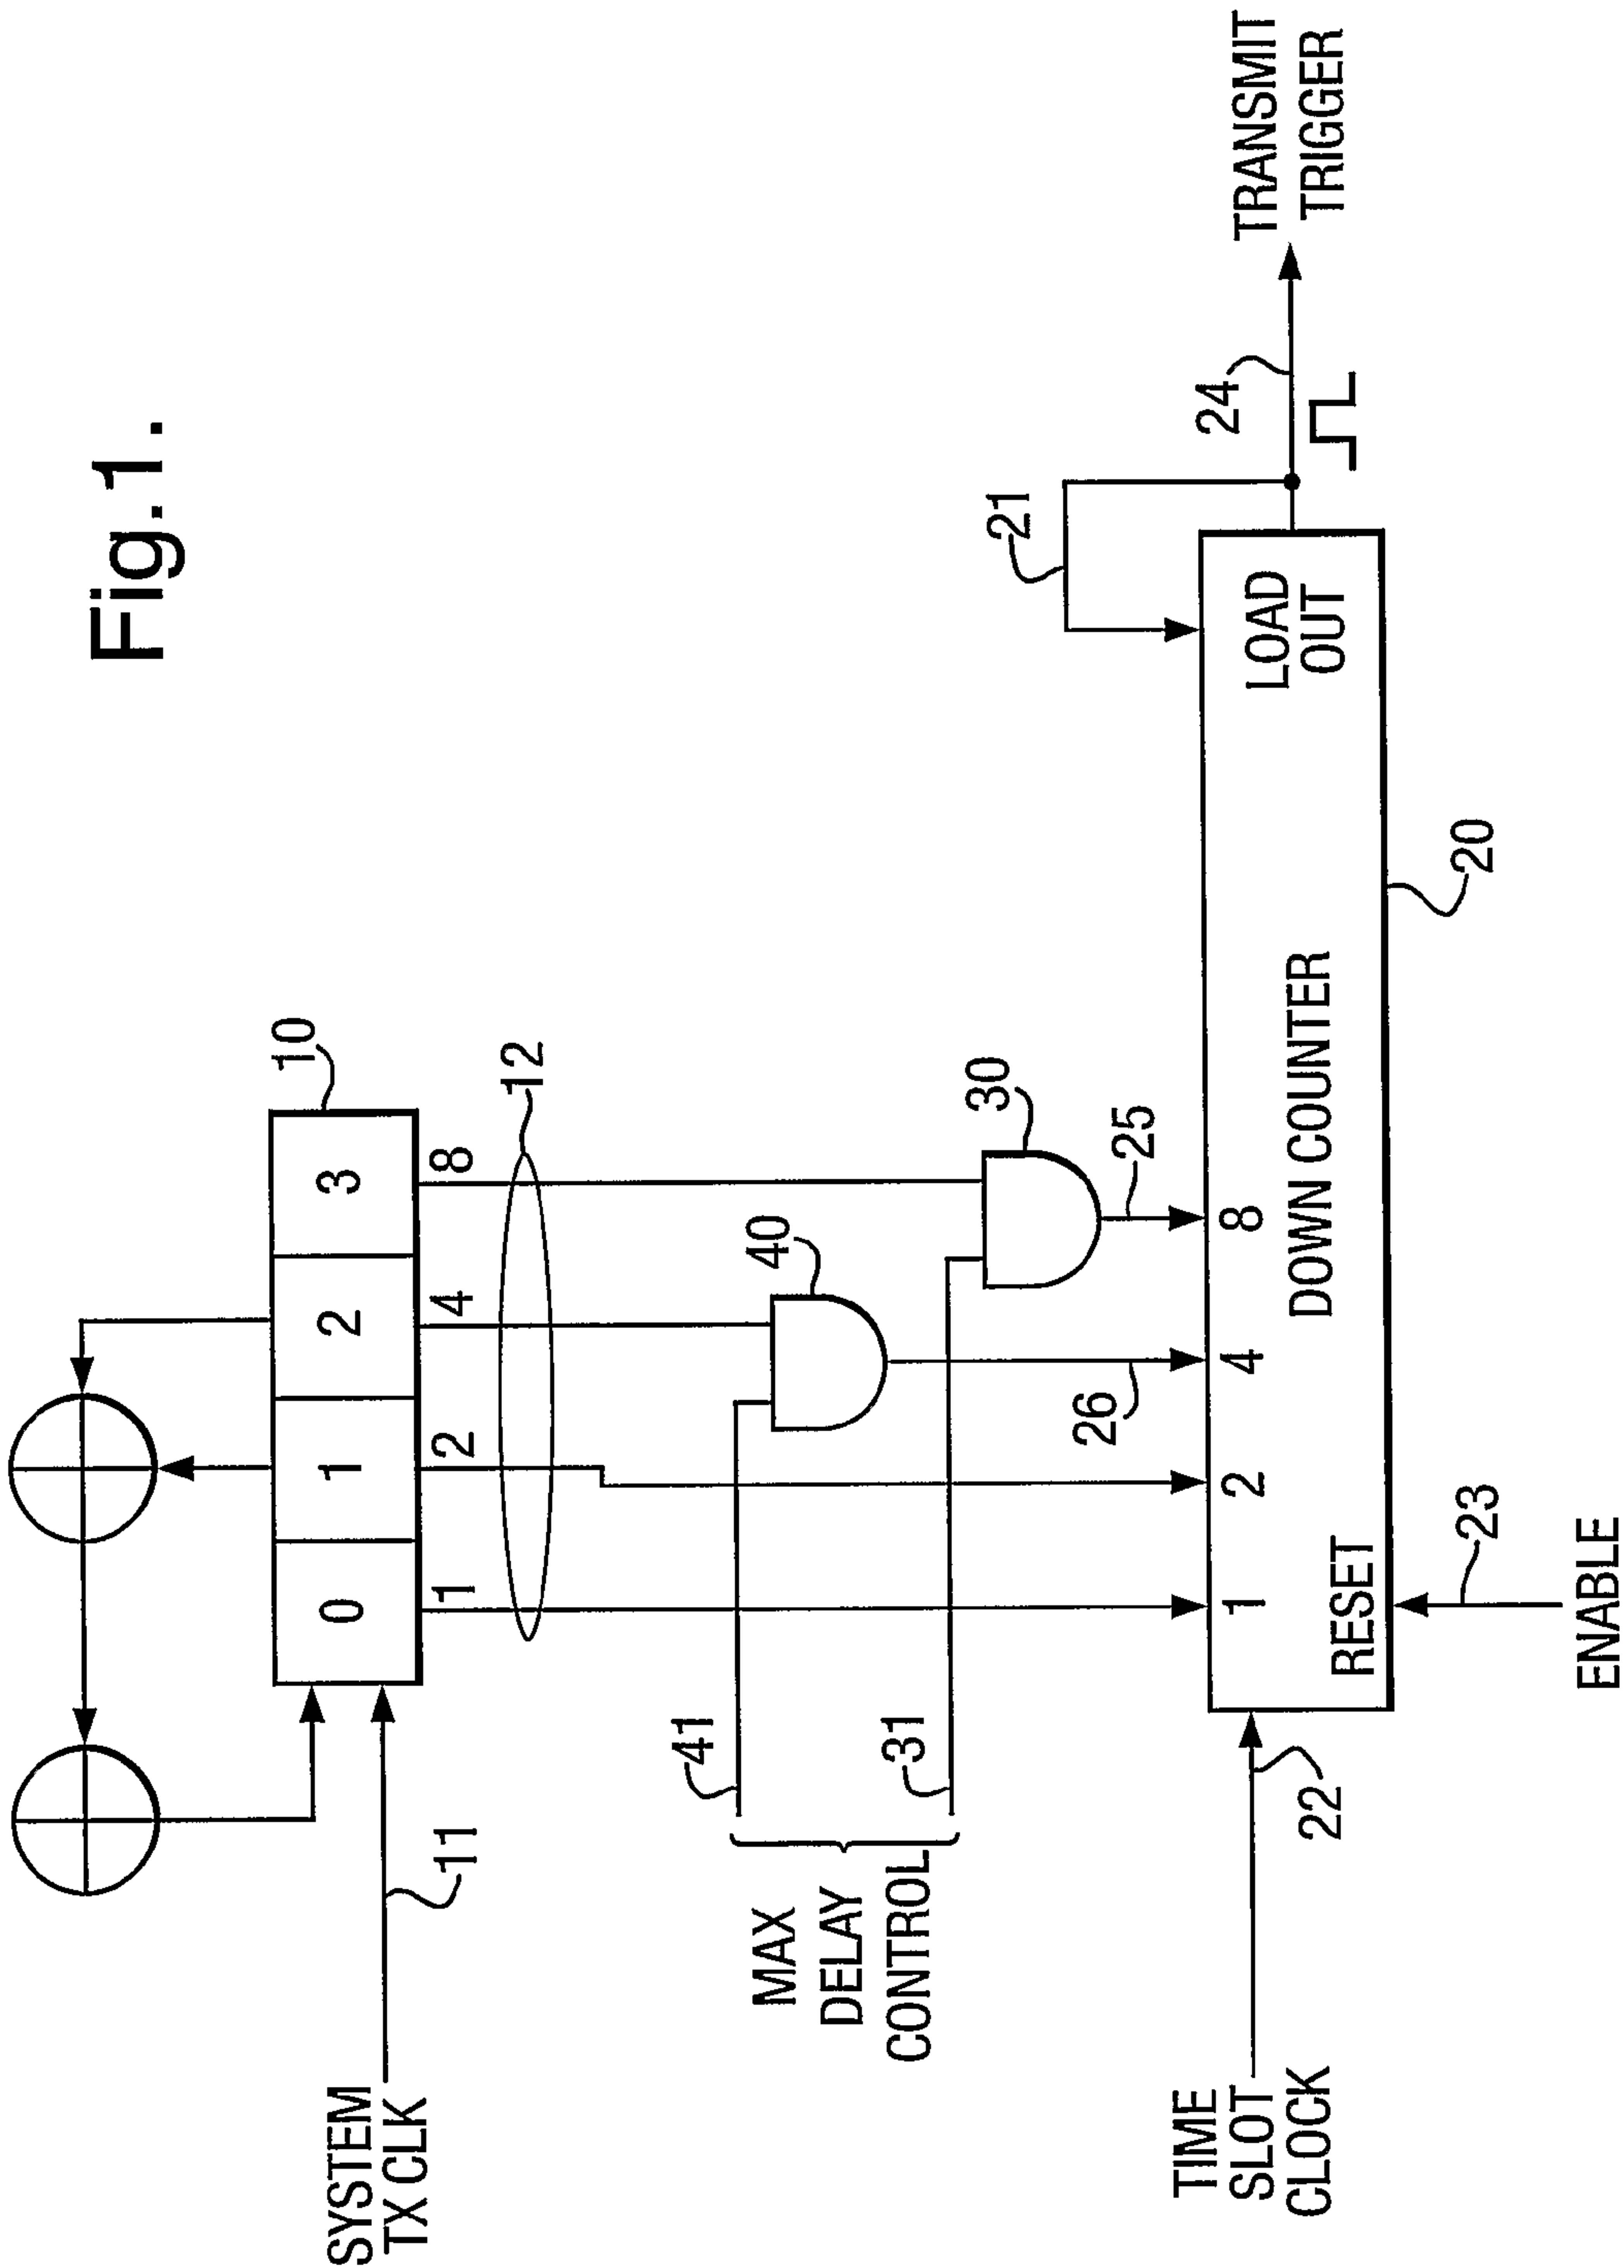 Fig.1.
10
0
1
2
3
SYSTEM
TX CLK
11
1
2
4
8
12
40
41
30
MAX
DELAY
CONTROL
31
26
25
21
24
TRANSMIT
TRIGGER
TIME
SLOT
CLOCK
22
1
2
4
8
LOAD
OUT
DOWN COUNTER
RESET
23
20
ENABLE